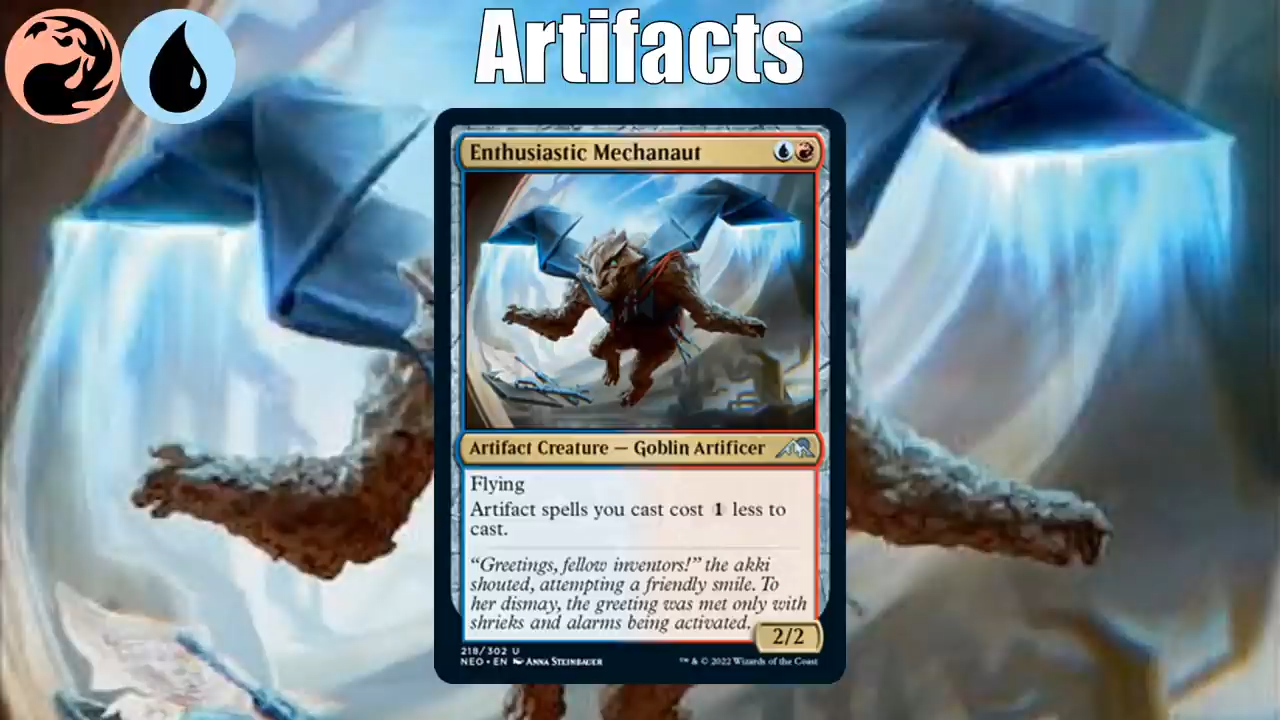 Artifacts
Enthusiastic Mechanaut
Artifact Creature — Goblin Artificer
Flying
Artifact spells you cast cost 1 less to
cast.
“Greetings, fellow inventors!” the akki
shouted, attempting a friendly smile. To
her dismay, the greeting was met only with
shrieks and alarms being activated.
2/2
218/302 U
NEO • EN Anna Steinbauer
™ & © 2022 Wizards of the Coast